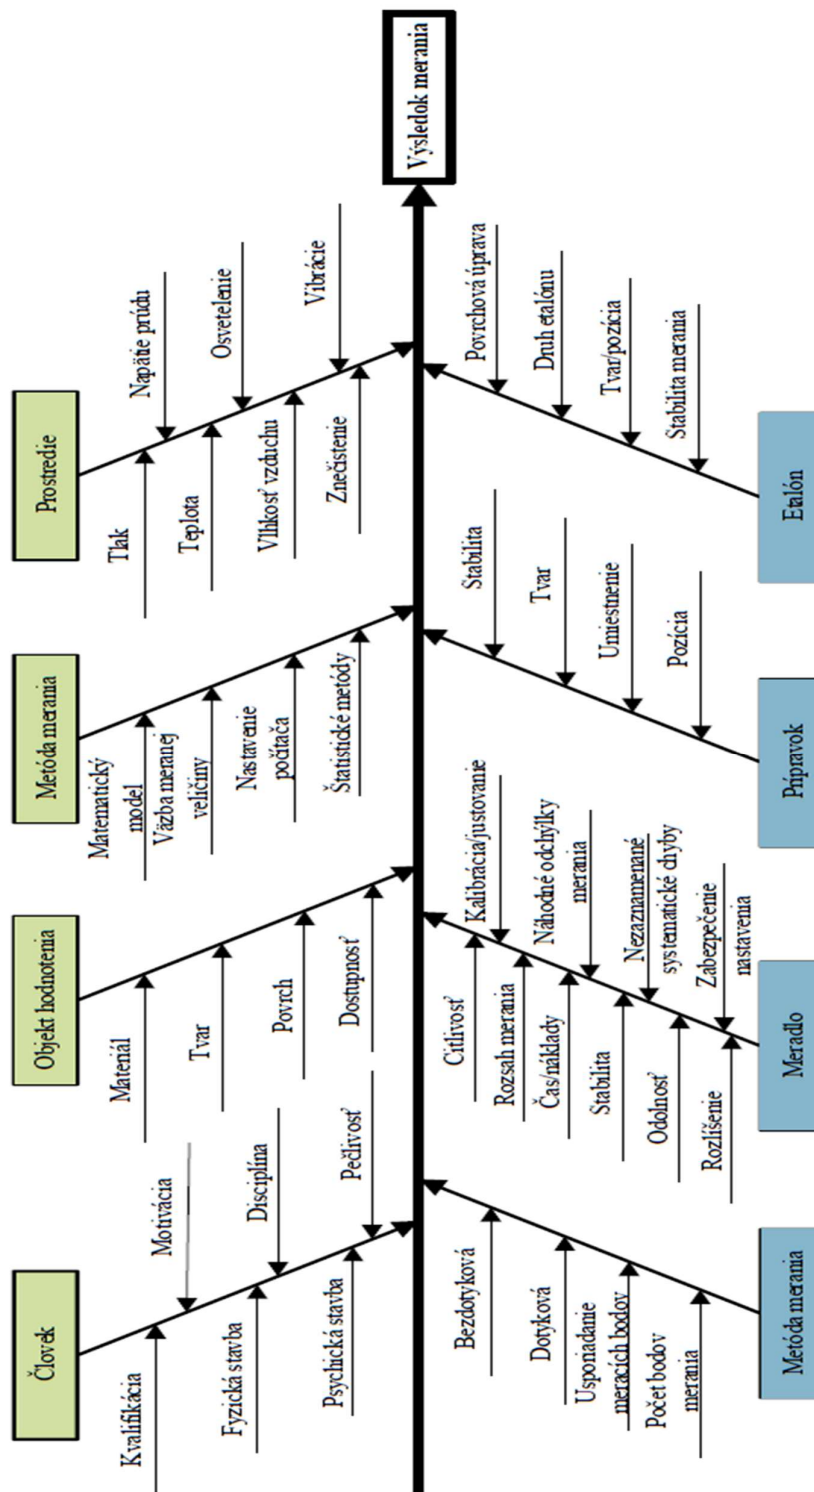 Človek
Kvalifikácia
Motivácia
Fyzická stavba
Disciplína
Psychická stavba
Pečlivosť
Objekt hodnotenia
Materiál
Tvar
Povrch
Dostupnosť
Metóda merania
Matematický
model
Väzba meranej
veličiny
Nastavenie
počítača
Štatistické metódy
Prostredie
Tlak
Napätie prúdu
Teplota
Osvetelenie
Vlhkosť vzduchu
Vibrácie
Znečistenie
Výsledok merania
Bezdotyková
Dotyková
Usponadanie
meracích bodov
Počet bodov
merania
Metóda merania
Citlivosť
Kalibrácia/justovanie
Rozsah merania
Náhodné odchýlky
merania
Čas/náklady
Stabilita
Nezaznamenané
systematické chyby
Odolnosť
Zabezpečenie
nastavenia
Rozlíšenie
Meradlo
Stabilita
Tvar
Umiestnenie
Pozícia
Prípravok
Povrchová úprava
Druh etalónu
Tvar/pozícia
Stabilita merania
Etalón